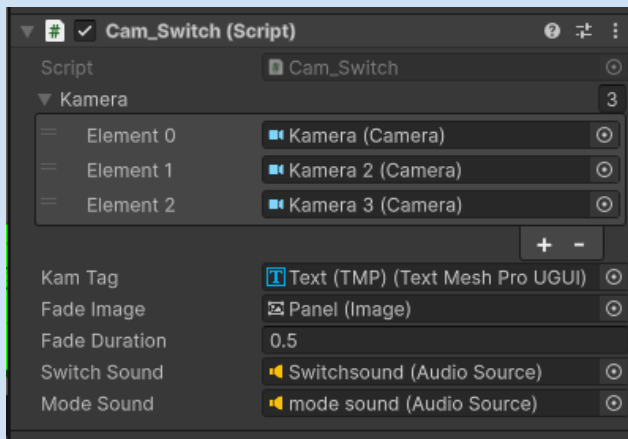 # Cam_Switch (Script)
Script # Cam_Switch
Kamera 3
Element 0 Kamera (Camera)
Element 1 Kamera 2 (Camera)
Element 2 Kamera 3 (Camera)
+ -
Kam Tag T Text (TMP) (Text Mesh Pro UGUI)
Fade Image Panel (Image)
Fade Duration 0.5
Switch Sound Switchsound (Audio Source)
Mode Sound mode sound (Audio Source)